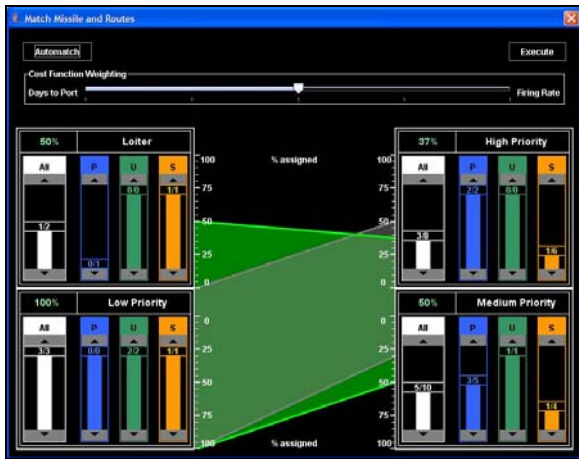 Match Missile and Routes
Automatch
Execute
Cost Function Weighting
Days to Port
Firing Rate
50% Loiter
All P U S
1/2 0/1 0/0 1/1
100 % assigned 100
75 75
50 50
25 25
0 0
37% High Priority
All P U S
3/8 2/2 0/0 1/6
100% Low Priority
All P U S
3/3 0/0 2/2 1/1
0 0
25 25
50 50
75 75
100 % assigned 100
50% Medium Priority
All P U S
5/10 3/5 1/1 1/4